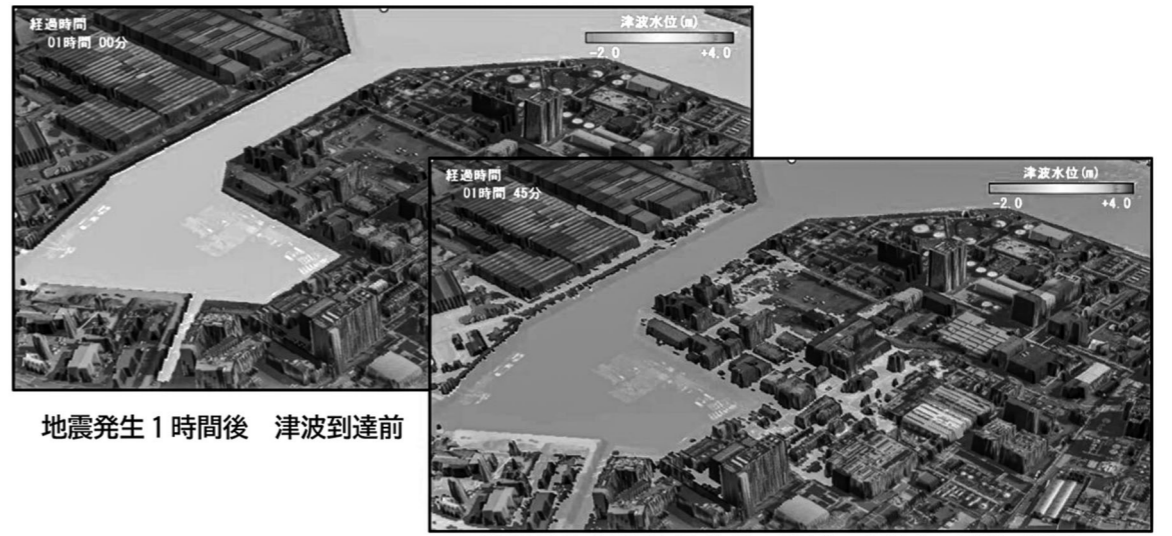 経過時間
01時間 00分
津波水位(m)
-2.0 +4.0
経過時間
01時間 45分
津波水位(m)
-2.0 +4.0
地震発生1時間後 津波到達前